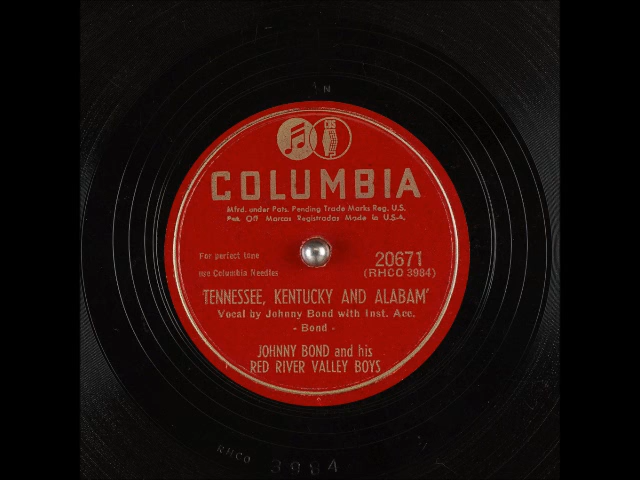 N
CBS
COLUMBIA
Mfrd. under Pats. Pending Trade Marks Reg. U.S.
Pat. Off Marcas Registradas Made in U.S.A.
For perfect tone
use Columbia Needles
20671
(RHCO 3984)
TENNESSEE, KENTUCKY AND ALABAM'
Vocal by Johnny Bond with Inst. Acc.
- Bond -
JOHNNY BOND and his
RED RIVER VALLEY BOYS
RHCO 3984